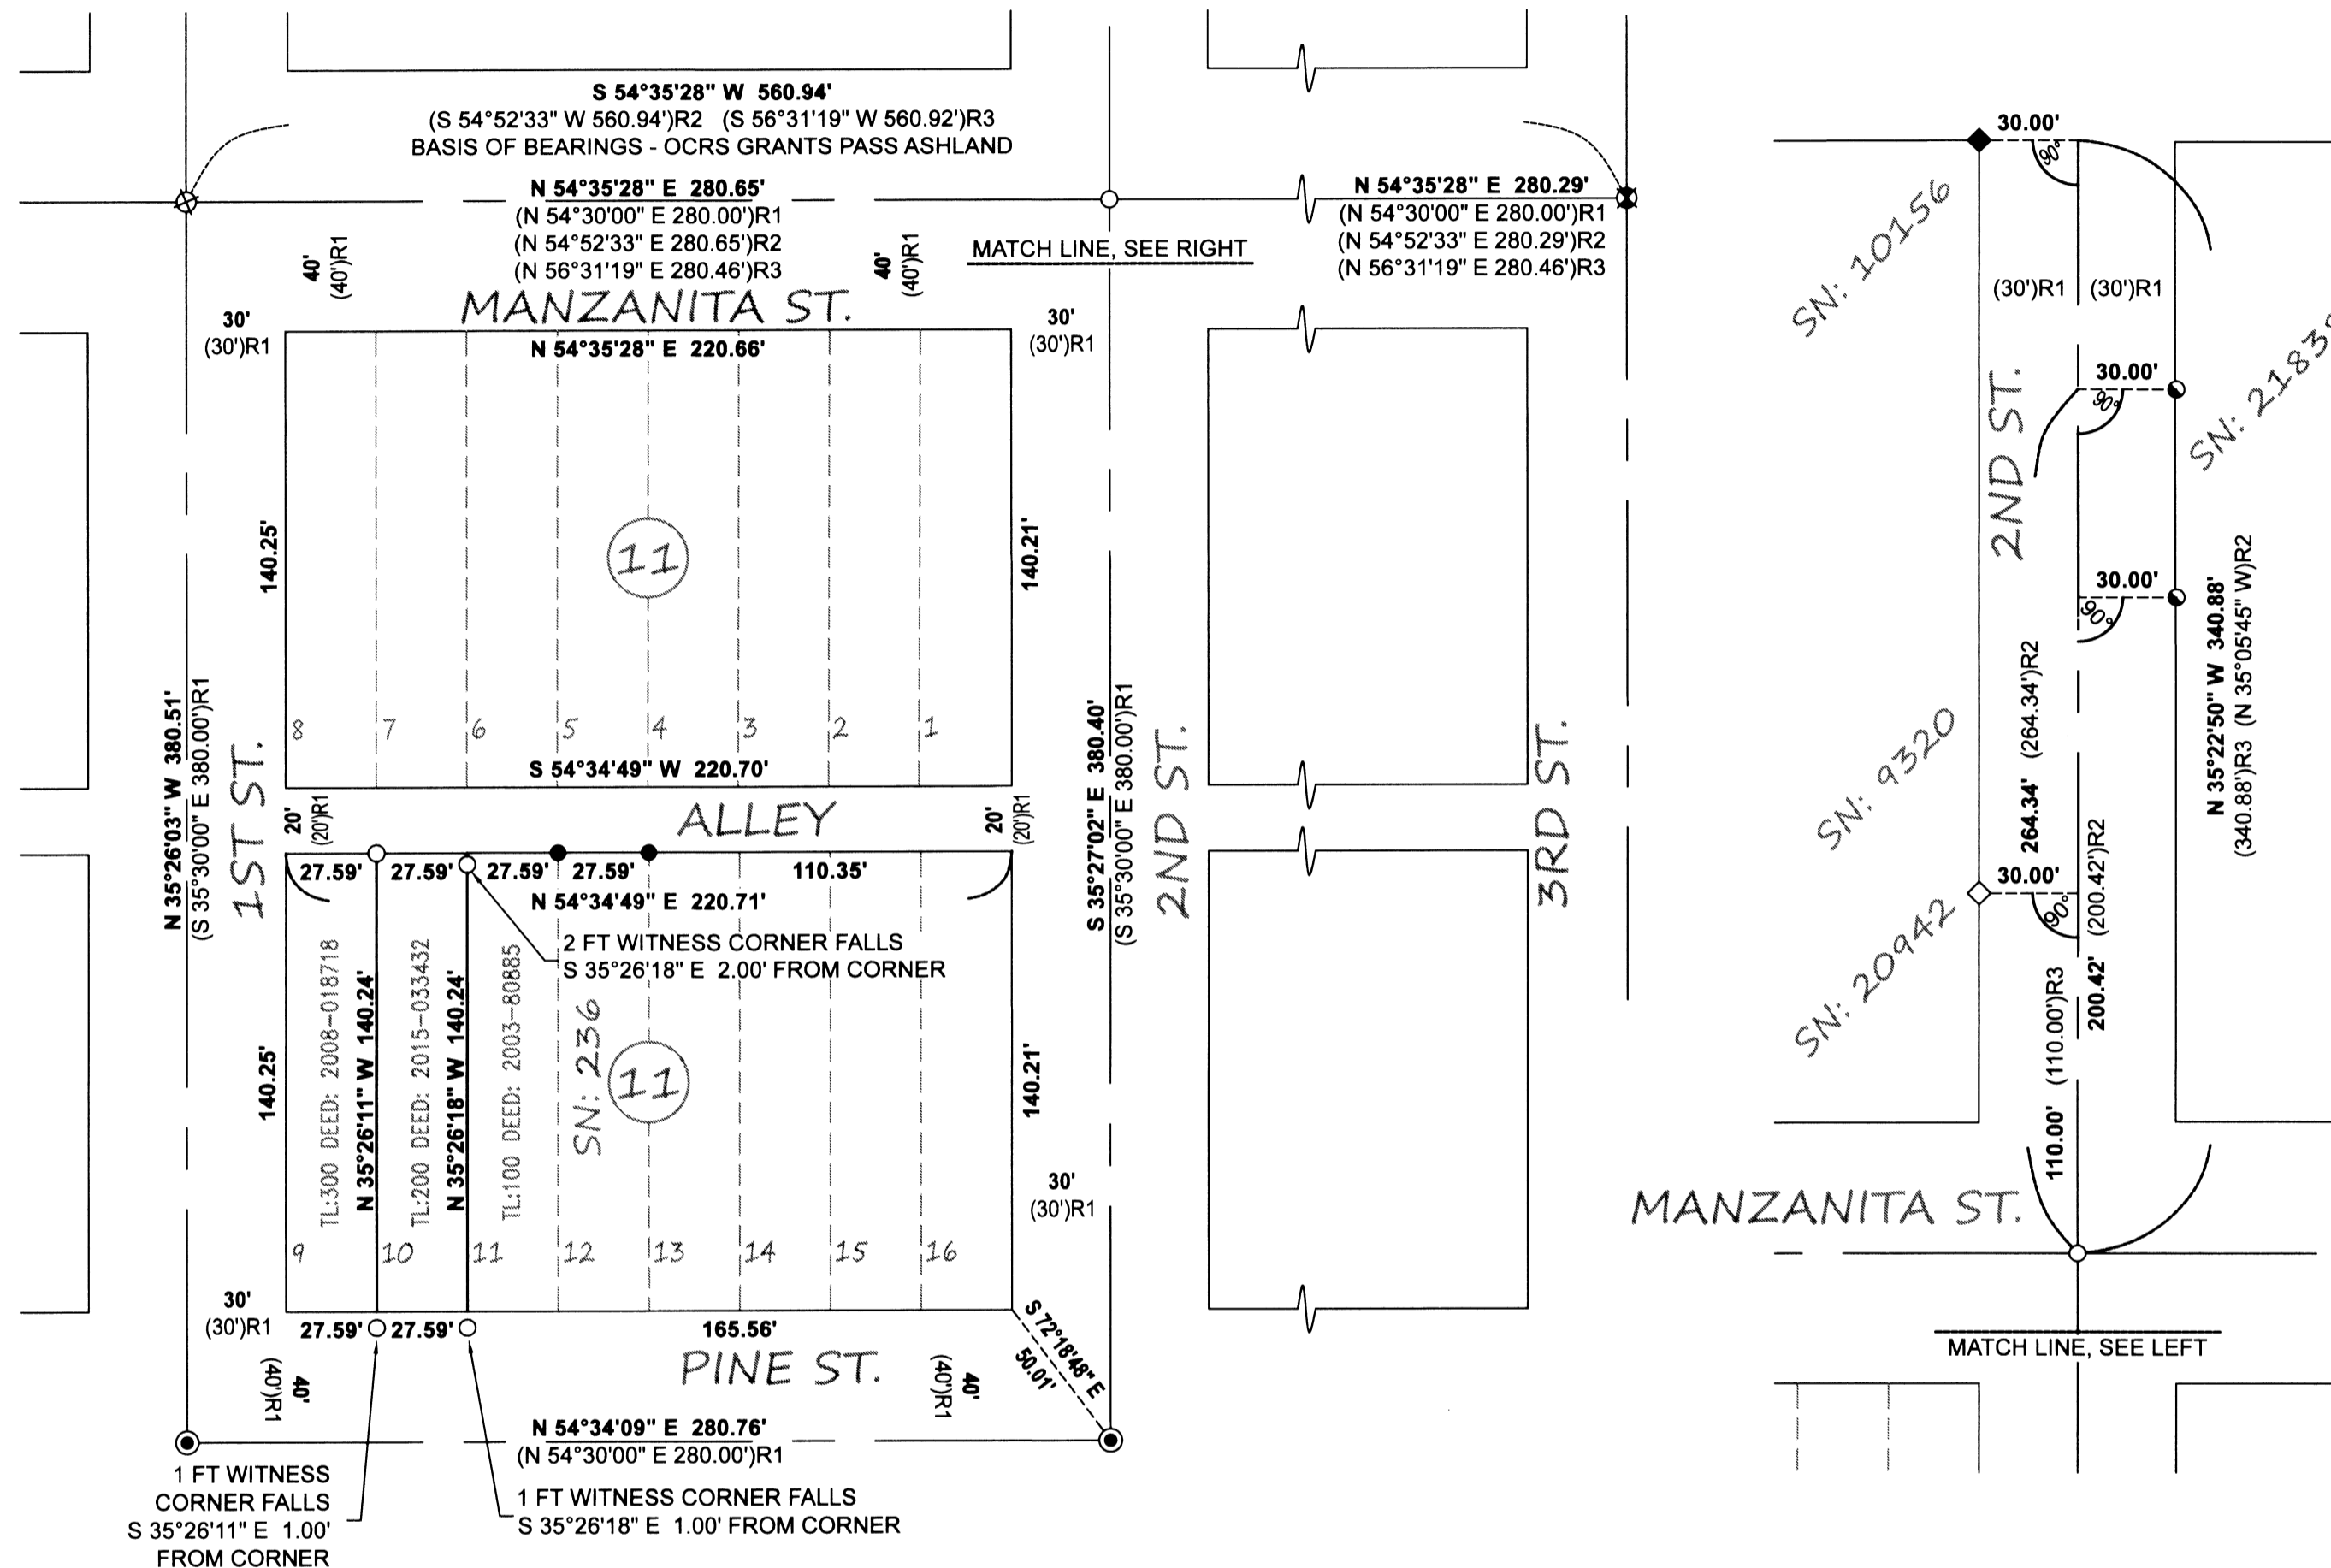 S 54°35'28" W 560.94'
(S 54°52'33" W 560.94')R2 (S 56°31'19" W 560.92')R3
BASIS OF BEARINGS - OCRS GRANTS PASS ASHLAND
N 54°35'28" E 280.65'
(N 54°30'00" E 280.00')R1
(N 54°52'33" E 280.65')R2
(N 56°31'19" E 280.46')R3
N 54°35'28" E 280.29'
(N 54°30'00" E 280.00')R1
(N 54°52'33" E 280.29')R2
(N 56°31'19" E 280.46')R3
MATCH LINE, SEE RIGHT
40'
(40')R1
40'
(40')R1
MANZANITA ST.
30'
(30')R1
30'
(30')R1
N 54°35'28" E 220.66'
140.25'
11
140.21'
8
7
6
5
4
3
2
1
S 54°34'49" W 220.70'
N 35°26'03" W 380.51'
(S 35°30'00" E 380.00')R1
1ST ST.
S 35°27'02" E 380.40'
(S 35°30'00" E 380.00')R1
2ND ST.
3RD ST.
20'
(20')R1
ALLEY
20'
(20')R1
27.59'
27.59'
27.59'
27.59'
110.35'
N 54°34'49" E 220.71'
2 FT WITNESS CORNER FALLS
S 35°26'18" E 2.00' FROM CORNER
140.25'
TL:300 DEED: 2008-018718
N 35°26'11" W 140.24'
TL:200 DEED: 2015-033432
N 35°26'18" W 140.24'
TL:100 DEED: 2003-80885
SN: 236
11
140.21'
30'
(30')R1
9
10
11
12
13
14
15
16
30'
(30')R1
27.59'
27.59'
165.56'
S 72°18'48" E
50.01'
(40')R1
40'
PINE ST.
(40')R1
40'
N 54°34'09" E 280.76'
(N 54°30'00" E 280.00')R1
1 FT WITNESS
CORNER FALLS
S 35°26'11" E 1.00'
FROM CORNER
1 FT WITNESS CORNER FALLS
S 35°26'18" E 1.00' FROM CORNER
30.00'
90°
SN: 10156
(30')R1
(30')R1
2ND ST.
30.00'
90°
SN:
30.00'
90°
N 35°22'50" W 340.88'
(340.88')R3 (N 35°05'45" W)R2
SN: 9320
264.34' (264.34')R2
30.00'
90°
SN: 20942
200.42' (200.42')R2
110.00' (110.00')R3
MANZANITA ST.
MATCH LINE, SEE LEFT